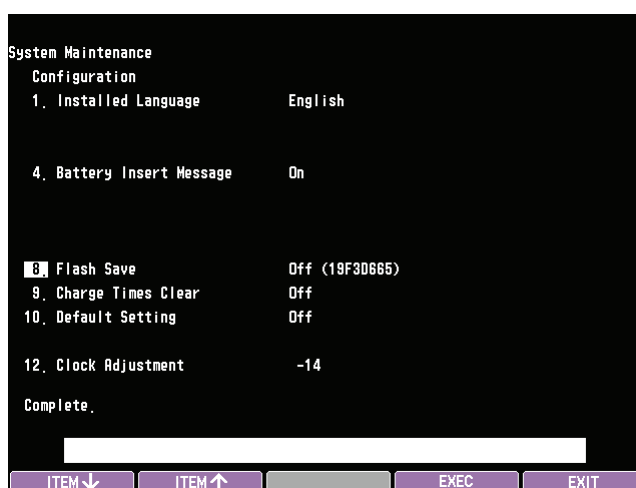 System Maintenance
Configuration
1. Installed Language English
4. Battery Insert Message On
8. Flash Save Off (19F3D665)
9. Charge Times Clear Off
10. Default Setting Off
12. Clock Adjustment -14
Complete.
ITEM↓ ITEM↑ EXEC EXIT